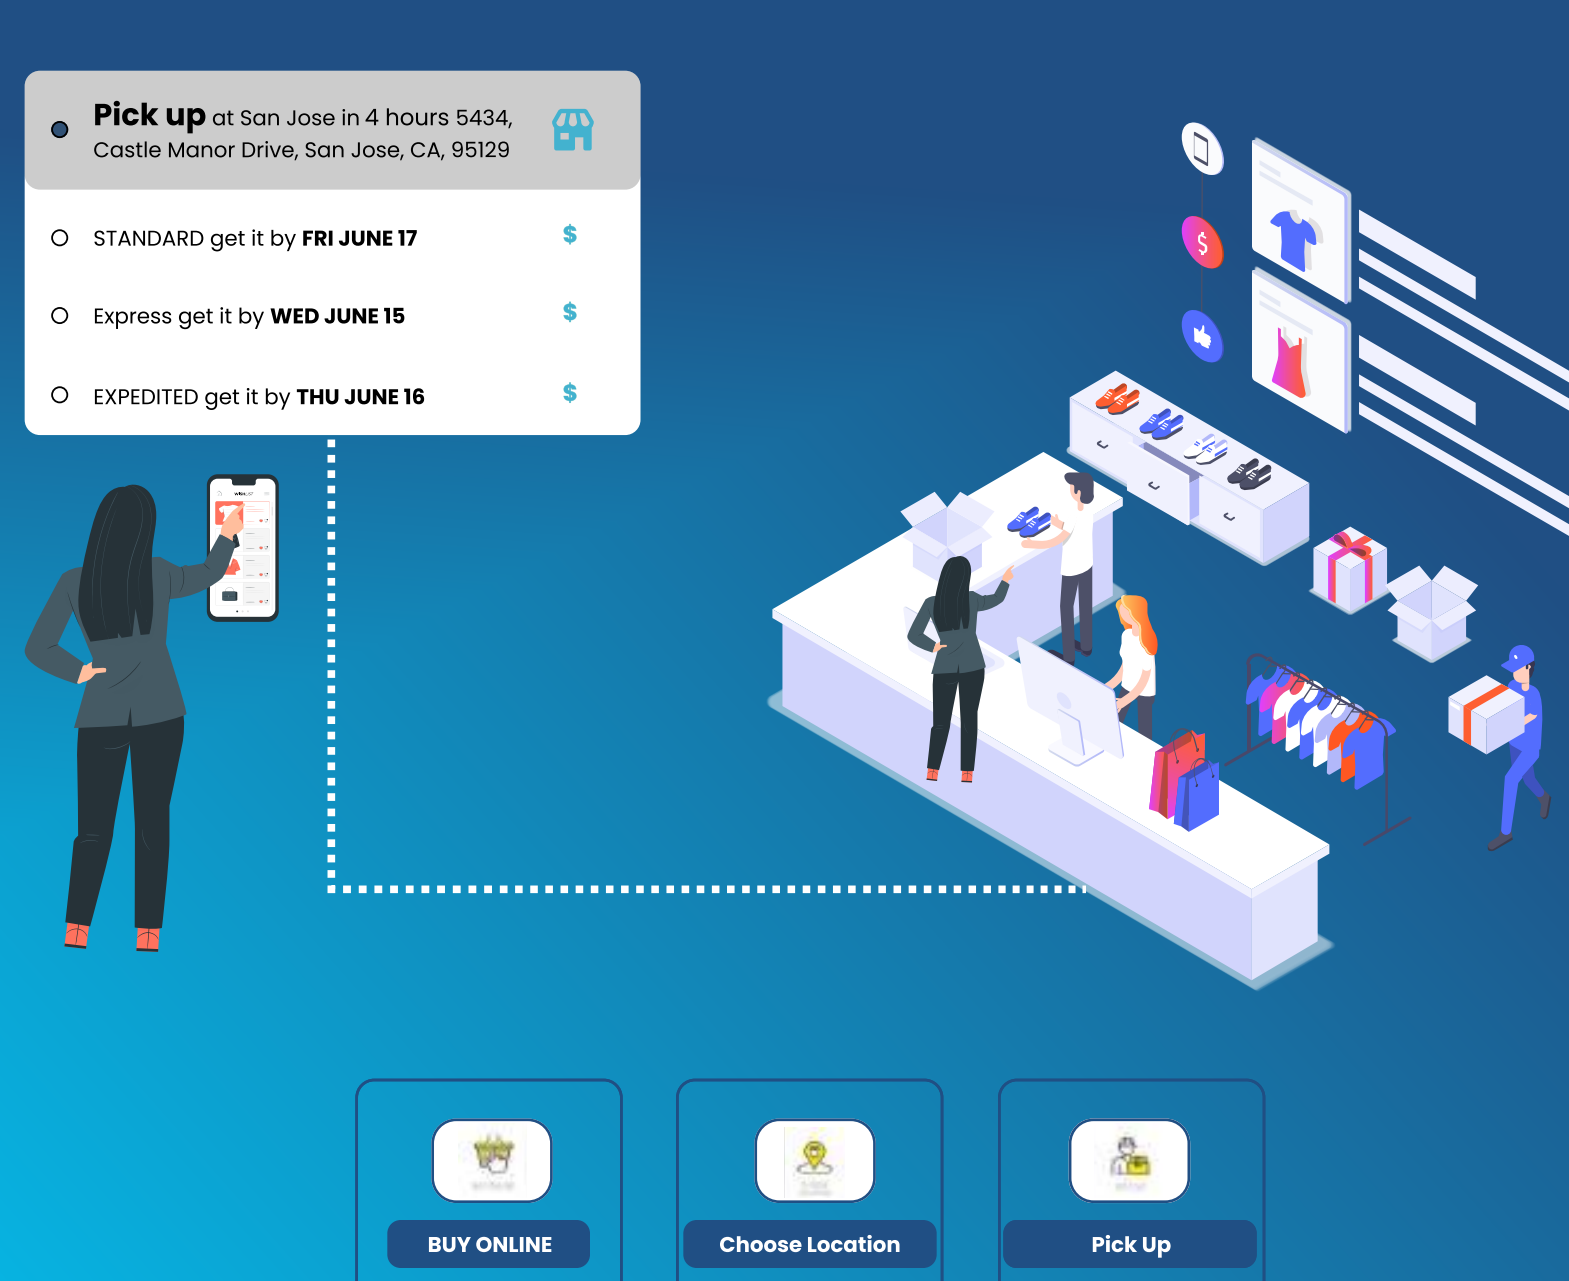 Pick up at San Jose in 4 hours 5434,
Castle Manor Drive, San Jose, CA, 95129
STANDARD get it by FRI JUNE 17
$
Express get it by WED JUNE 15
$
EXPEDITED get it by THU JUNE 16
$
WISHLIST
$
BUY ONLINE
Choose Location
Pick Up